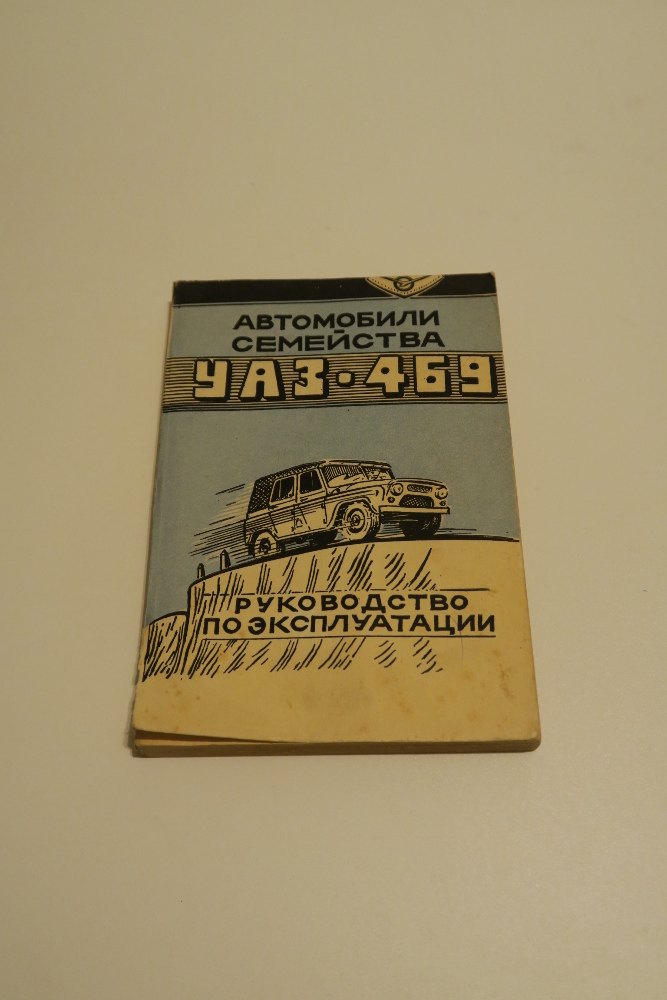 АВТОМОБИЛИ
СЕМЕЙСТВА
УАЗ·469
РУКОВОДСТВО
ПО ЭКСПЛУАТАЦИИ